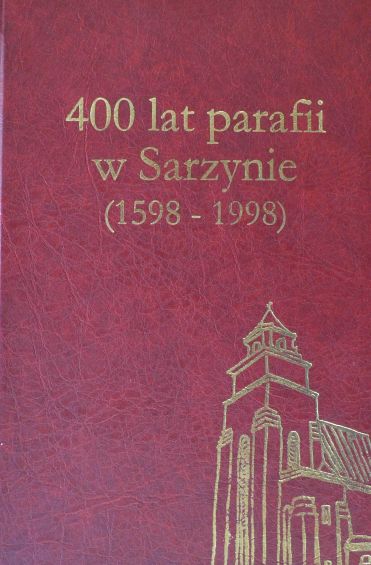 400 lat parafii
w Sarzynie
(1598 - 1998)